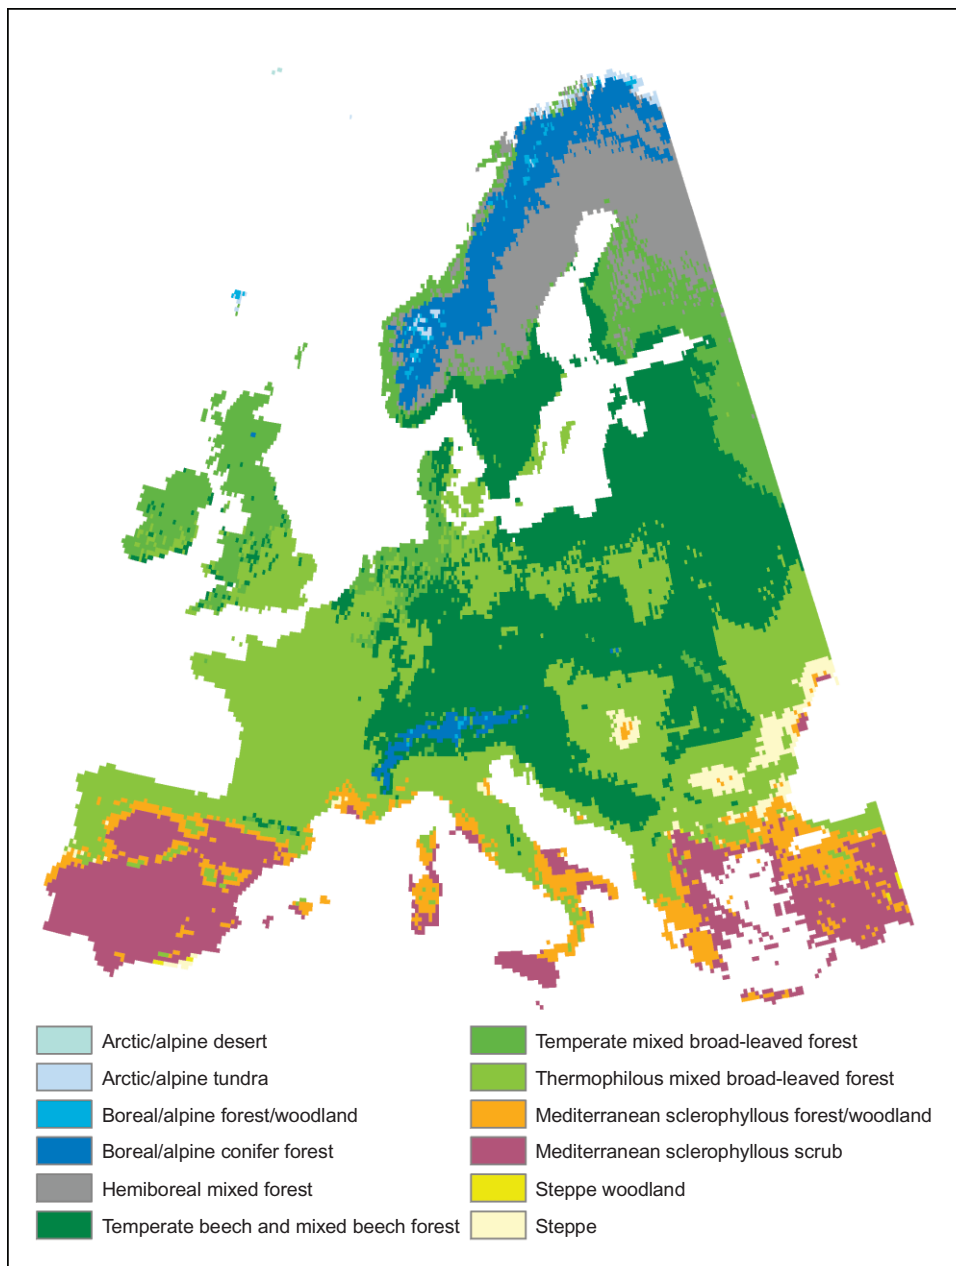 Arctic/alpine desert
Arctic/alpine tundra
Boreal/alpine forest/woodland
Boreal/alpine conifer forest
Hemiboreal mixed forest
Temperate beech and mixed beech forest
Temperate mixed broad-leaved forest
Thermophilous mixed broad-leaved forest
Mediterranean sclerophyllous forest/woodland
Mediterranean sclerophyllous scrub
Steppe woodland
Steppe